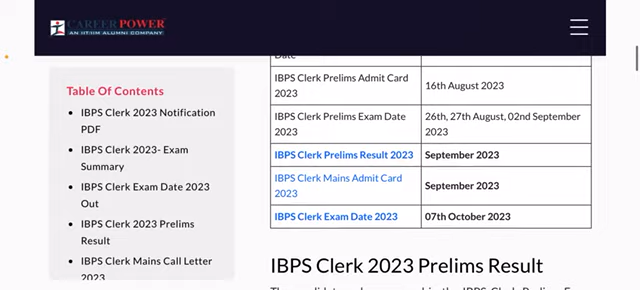 CAREER POWER
AN IIT/IIM ALUMNI COMPANY
Table Of Contents
IBPS Clerk 2023 Notification
PDF
IBPS Clerk 2023- Exam
Summary
IBPS Clerk Exam Date 2023
Out
IBPS Clerk 2023 Prelims
Result
IBPS Clerk Mains Call Letter
2023
Date
IBPS Clerk Prelims Admit Card
2023
16th August 2023
IBPS Clerk Prelims Exam Date
2023
26th, 27th August, 02nd September
2023
IBPS Clerk Prelims Result 2023
September 2023
IBPS Clerk Mains Admit Card
2023
September 2023
IBPS Clerk Exam Date 2023
07th October 2023
IBPS Clerk 2023 Prelims Result